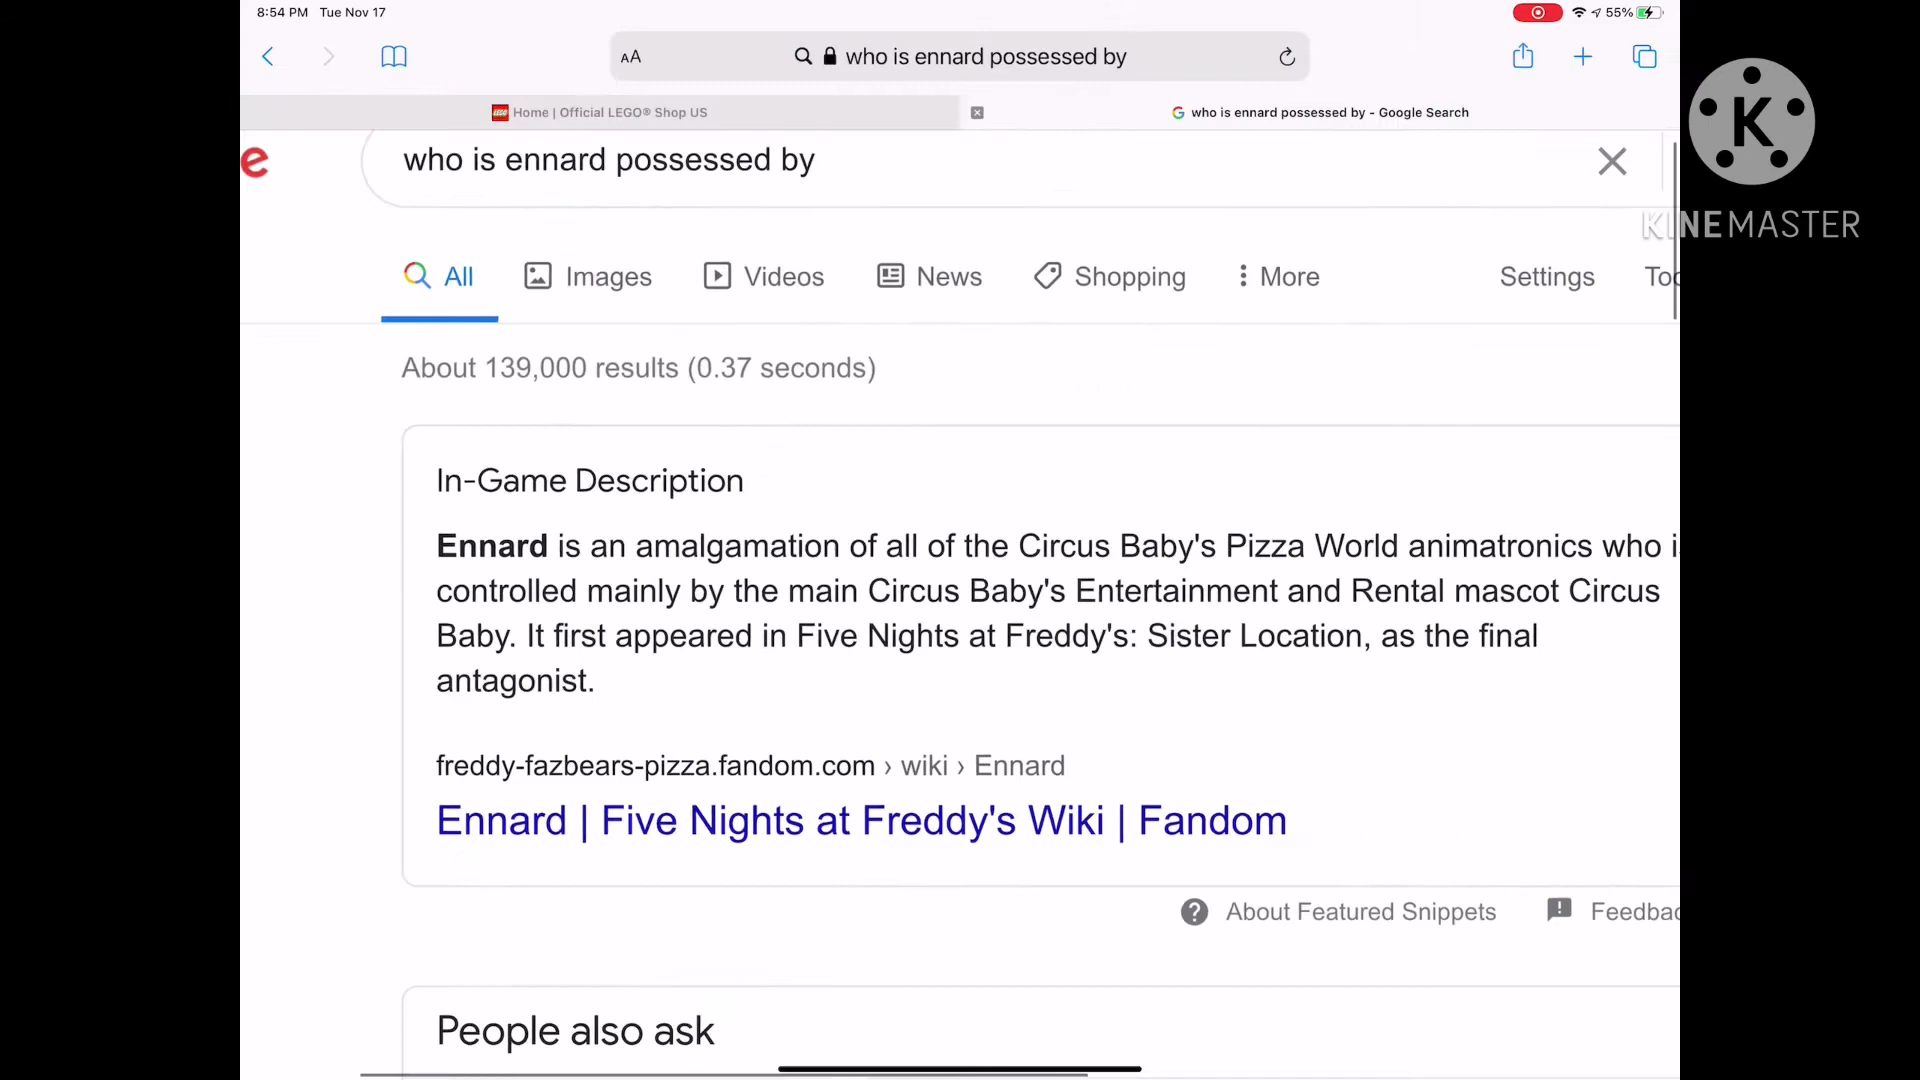 8:54 PM Tue Nov 17
55%
AA
who is ennard possessed by
LEGO Home | Official LEGO® Shop US
who is ennard possessed by - Google Search
K
KINEMASTER
e
who is ennard possessed by
All Images Videos News Shopping More Settings Too
About 139,000 results (0.37 seconds)
In-Game Description
Ennard is an amalgamation of all of the Circus Baby's Pizza World animatronics who is
controlled mainly by the main Circus Baby's Entertainment and Rental mascot Circus
Baby. It first appeared in Five Nights at Freddy's: Sister Location, as the final
antagonist.
freddy-fazbears-pizza.fandom.com › wiki › Ennard
Ennard | Five Nights at Freddy's Wiki | Fandom
About Featured Snippets Feedbac
People also ask